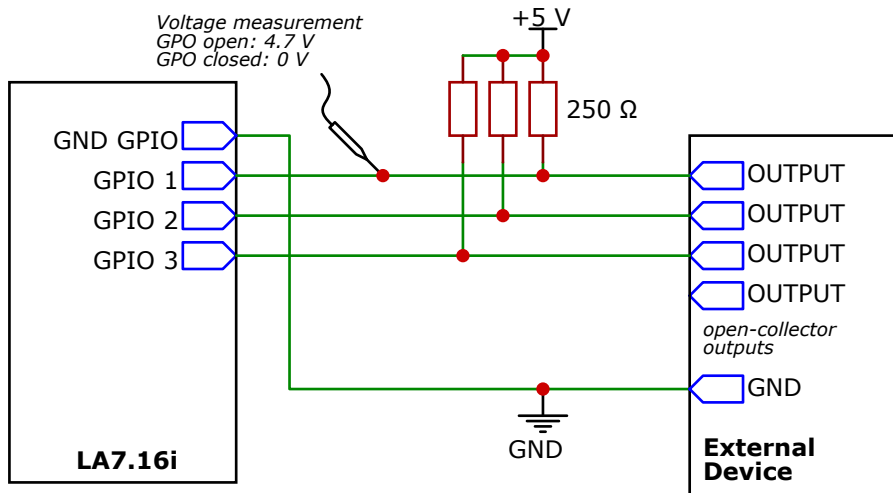 Voltage measurement
GPO open: 4.7 V
GPO closed: 0 V
+5 V
250 Ω
GND GPIO
GPIO 1
GPIO 2
GPIO 3
LA7.16i
OUTPUT
OUTPUT
OUTPUT
OUTPUT
open-collector
outputs
GND
GND
External
Device